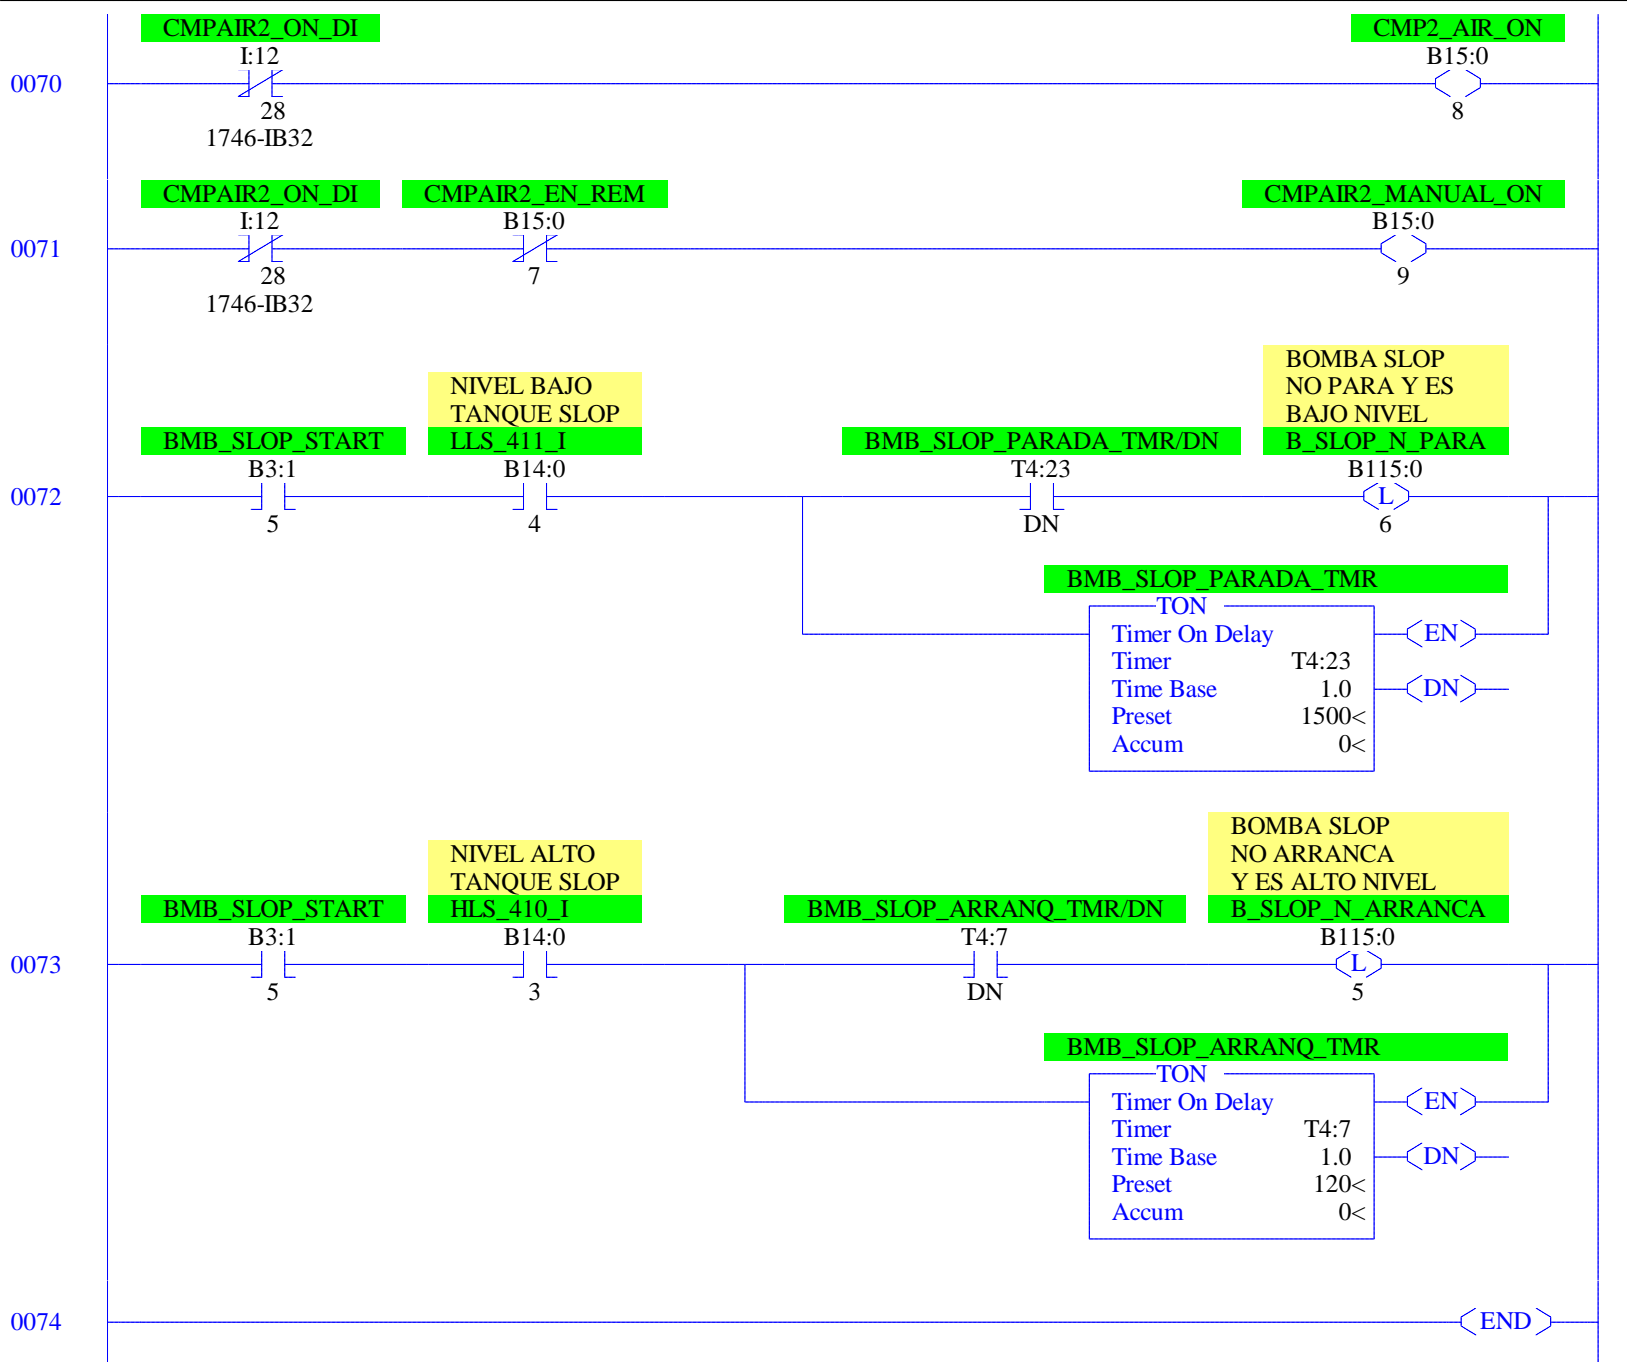 CMPAIR2_ON_DI CMP2_AIR_ON
I:12 B15:0
0070
28 8
1746-IB32
CMPAIR2_ON_DI CMPAIR2_EN_REM CMPAIR2_MANUAL_ON
I:12 B15:0 B15:0
0071
28 7 9
1746-IB32
BOMBA SLOP
NIVEL BAJO NO PARA Y ES
TANQUE SLOP BAJO NIVEL
BMB_SLOP_START LLS_411_I BMB_SLOP_PARADA_TMR/DN B_SLOP_N_PARA
B3:1 B14:0 T4:23 B115:0
0072 L
5 4 DN 6
BMB_SLOP_PARADA_TMR
TON
Timer On Delay EN
Timer T4:23
Time Base 1.0 DN
Preset 1500<
Accum 0<
BOMBA SLOP
NIVEL ALTO NO ARRANCA
TANQUE SLOP Y ES ALTO NIVEL
BMB_SLOP_START HLS_410_I BMB_SLOP_ARRANQ_TMR/DN B_SLOP_N_ARRANCA
B3:1 B14:0 T4:7 B115:0
0073 L
5 3 DN 5
BMB_SLOP_ARRANQ_TMR
TON
Timer On Delay EN
Timer T4:7
Time Base 1.0 DN
Preset 120<
Accum 0<
0074 END